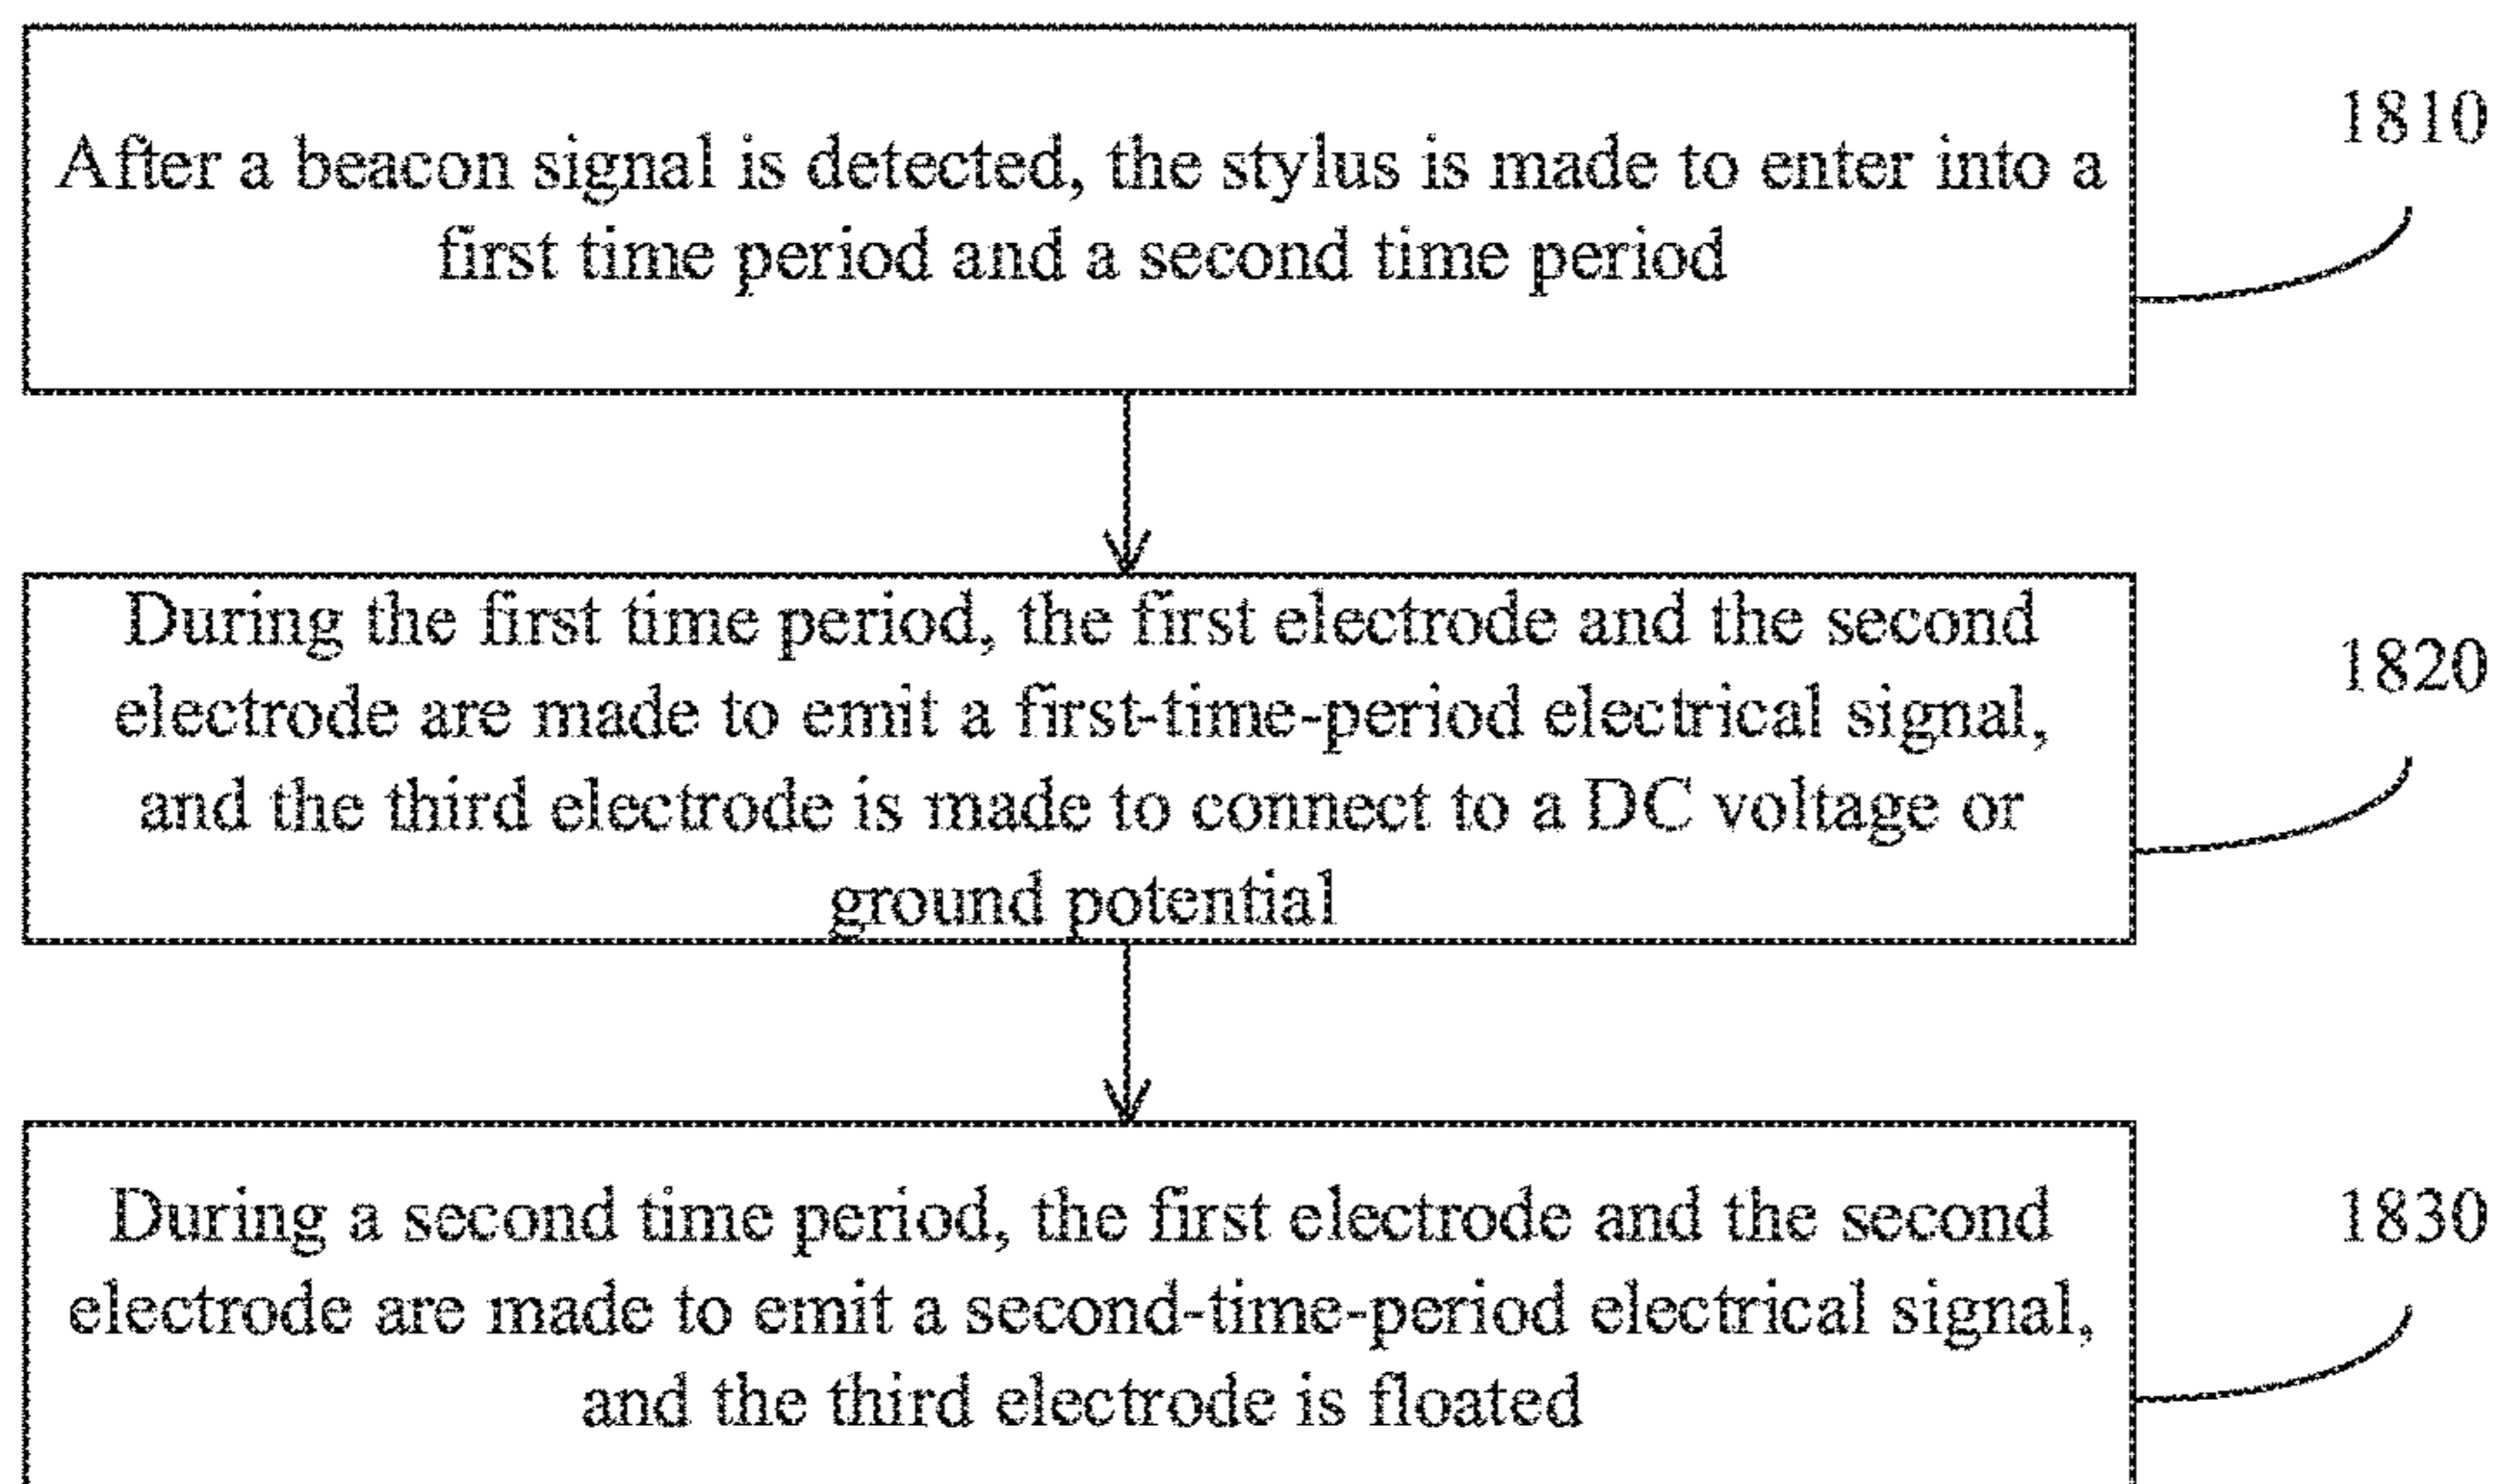 After a beacon signal is detected, the stylus is made to enter into a
first time period and a second time period
1810
During the first time period, the first electrode and the second
electrode are made to emit a first-time-period electrical signal,
and the third electrode is made to connect to a DC voltage or
ground potential
1820
During a second time period, the first electrode and the second
electrode are made to emit a second-time-period electrical signal,
and the third electrode is floated
1830